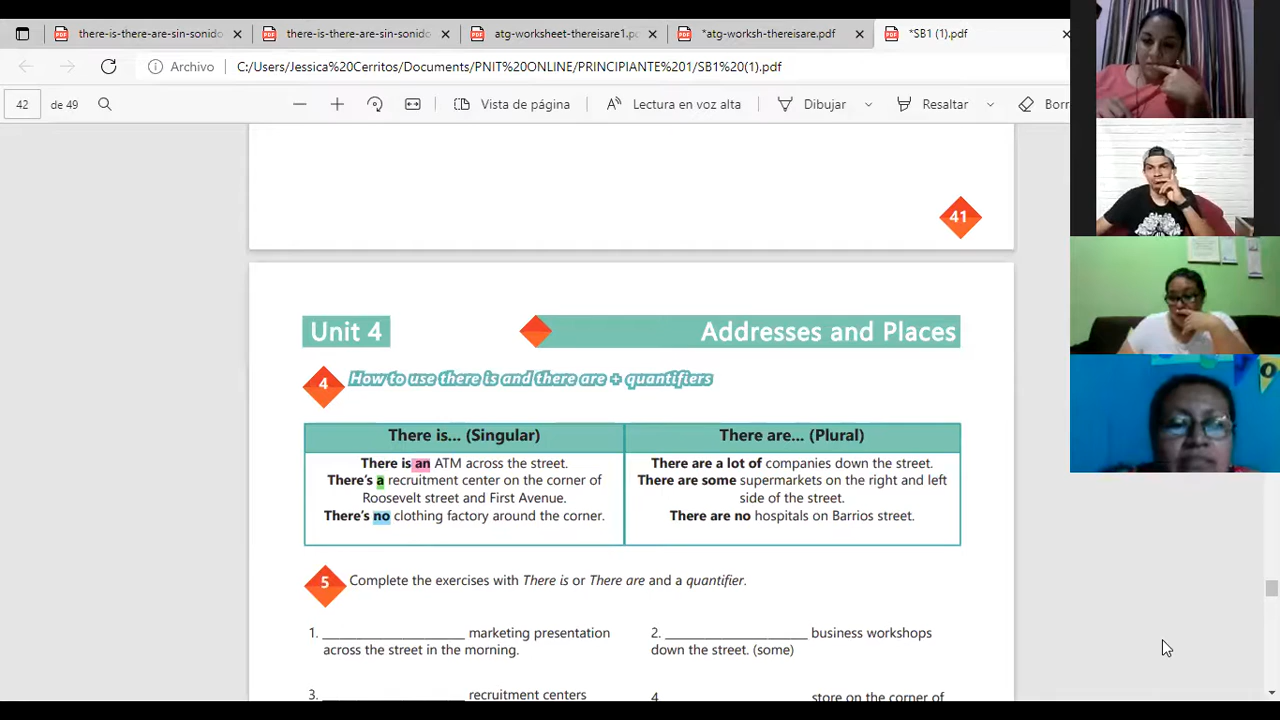 there-is-there-are-sin-sonido
there-is-there-are-sin-sonido
atg-worksheet-thereisare1.pd
*atg-worksh-thereisare.pdf
*SB1 (1).pdf
Archivo
C:/Users/Jessica%20Cerritos/Documents/PNIT%20ONLINE/PRINCIPIANTE%201/SB1%20(1).pdf
42
de 49
Vista de página
Lectura en voz alta
Dibujar
Resaltar
Borr
41
Unit 4
Addresses and Places
4
How to use there is and there are + quantifiers
There is... (Singular)
There are... (Plural)
There is an ATM across the street.
There's a recruitment center on the corner of
Roosevelt street and First Avenue.
There's no clothing factory around the corner.
There are a lot of companies down the street.
There are some supermarkets on the right and left
side of the street.
There are no hospitals on Barrios street.
5
Complete the exercises with There is or There are and a quantifier.
1. ______________________ marketing presentation
across the street in the morning.
2. ______________________ business workshops
down the street. (some)
3. ______________________ recruitment centers
4 ______________________ store on the corner of